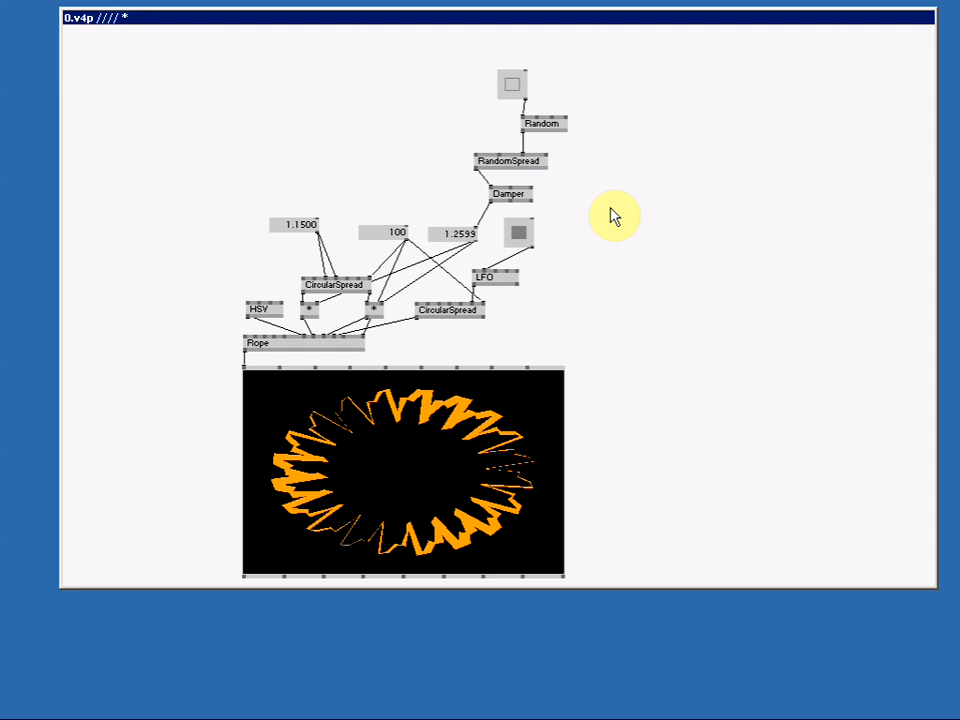 0.v4p //// *
Random
RandomSpread
Damper
1.1500
100
1.2599
CircularSpread
LFO
HSV
*
*
CircularSpread
Rope